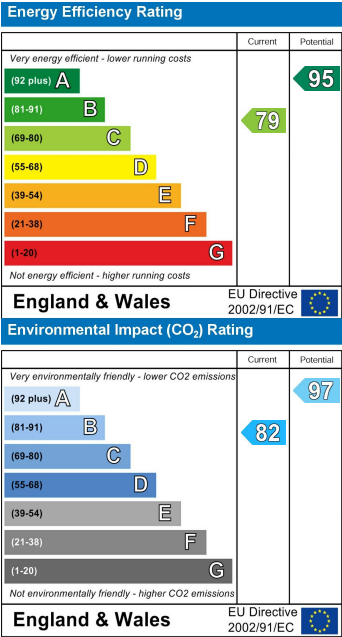 Energy Efficiency Rating
Current Potential
Very energy efficient - lower running costs
(92 plus) A
95
(81-91) B
79
(69-80) C
(55-68) D
(39-54) E
(21-38) F
(1-20) G
Not energy efficient - higher running costs
England & Wales
EU Directive
2002/91/EC
Environmental Impact (CO₂) Rating
Current Potential
Very environmentally friendly - lower CO2 emissions
(92 plus) A
97
(81-91) B
82
(69-80) C
(55-68) D
(39-54) E
(21-38) F
(1-20) G
Not environmentally friendly - higher CO2 emissions
England & Wales
EU Directive
2002/91/EC